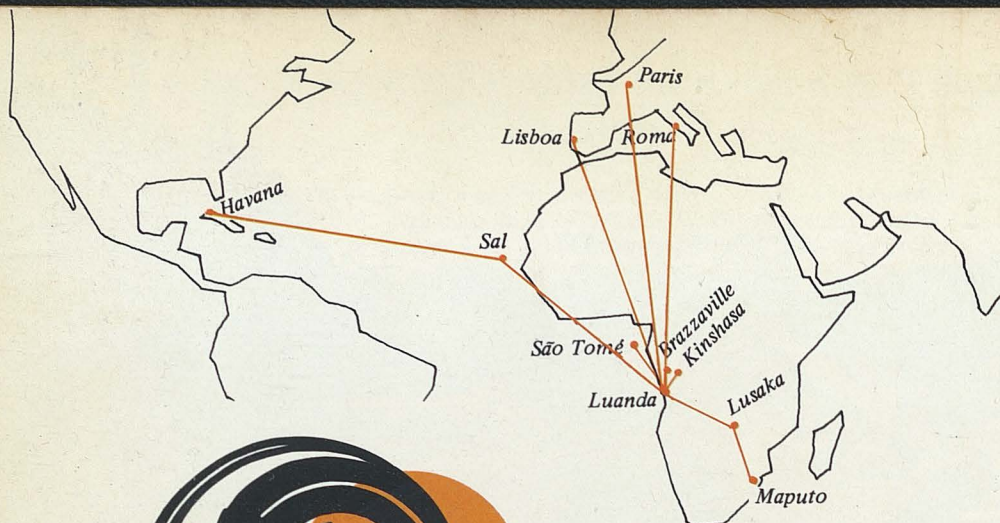 Paris
Lisboa
Roma
Havana
Sal
Brazzaville
Kinshasa
São Tomé
Luanda
Lusaka
Maputo